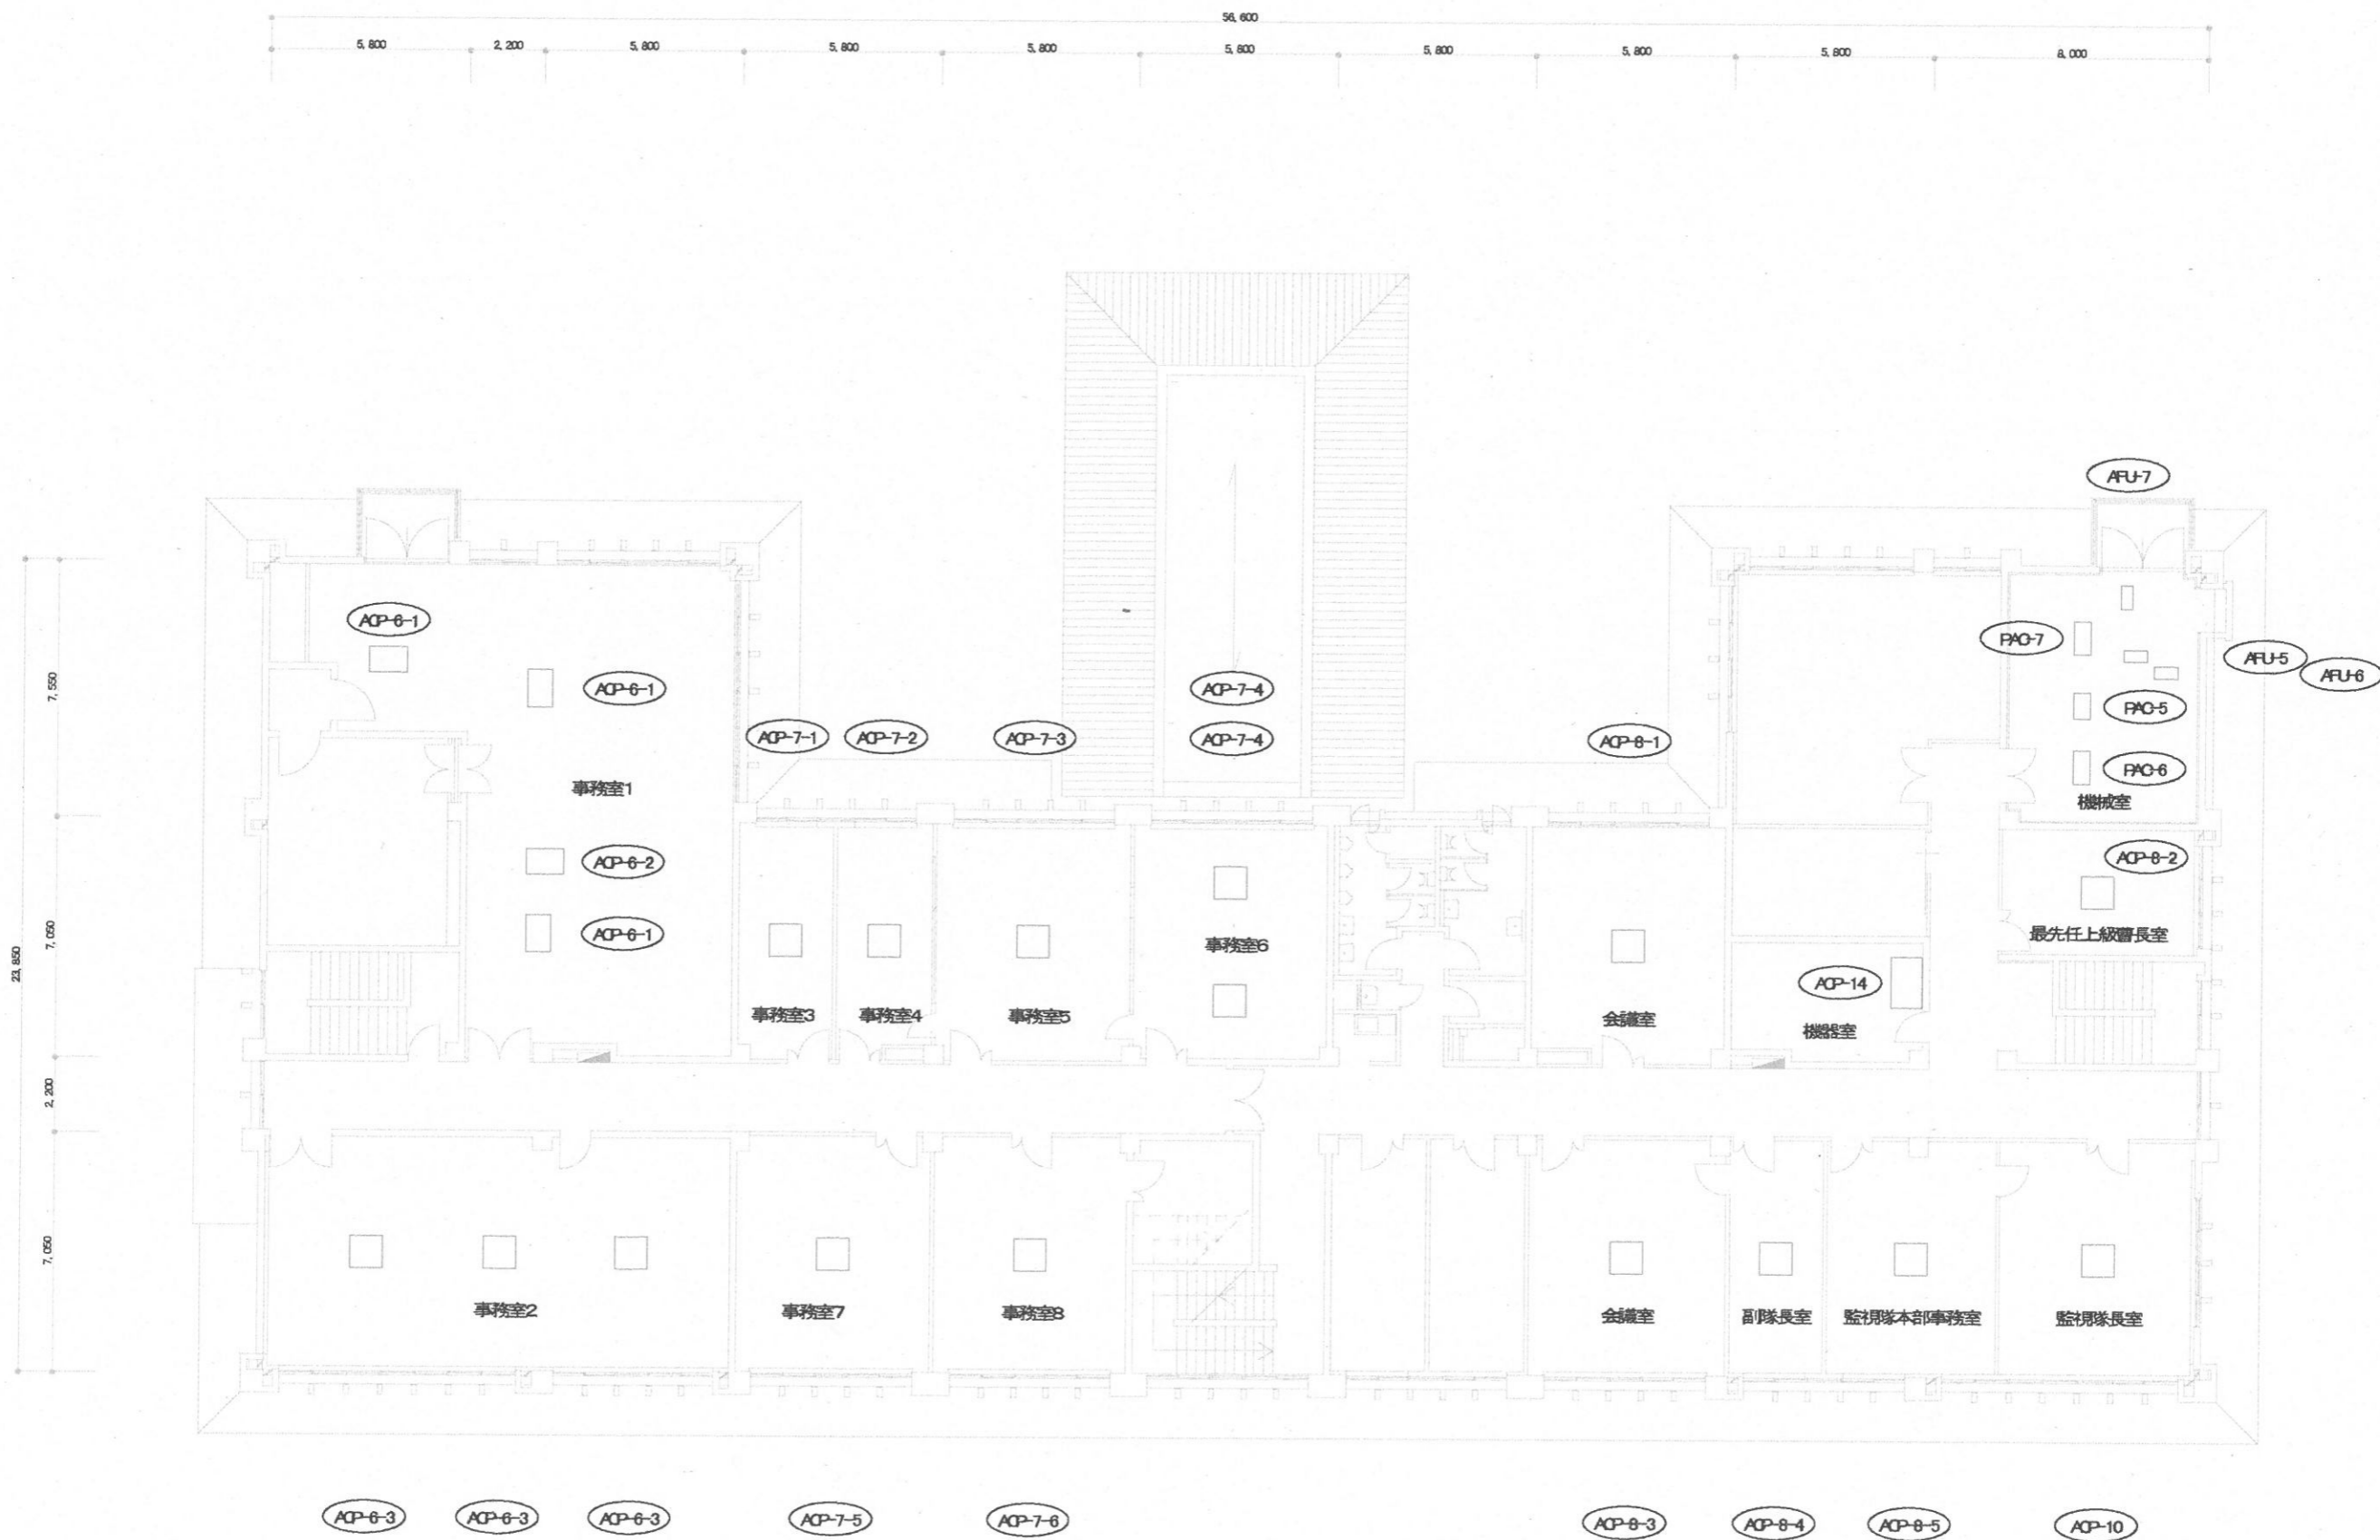 56,600
5,800 2,200 5,800 5,800 5,800 5,800 5,800 5,800 5,800 8,000
AFU-7
ACP-6-1
PAC-7
AFU-5
AFU-6
ACP-6-1
ACP-7-4
PAC-5
7,550
ACP-7-1
ACP-7-2
ACP-7-3
ACP-7-4
ACP-8-1
PAC-6
事務室1
機械室
ACP-6-2
ACP-8-2
ACP-6-1
7,050
23,850
事務室6
最先任上級曹長室
ACP-14
事務室3
事務室4
事務室5
会議室
機器室
2,200
7,050
事務室2
事務室7
事務室8
会議室
副隊長室
監視隊本部事務室
監視隊長室
ACP-6-3
ACP-6-3
ACP-6-3
ACP-7-5
ACP-7-6
ACP-8-3
ACP-8-4
ACP-8-5
ACP-10